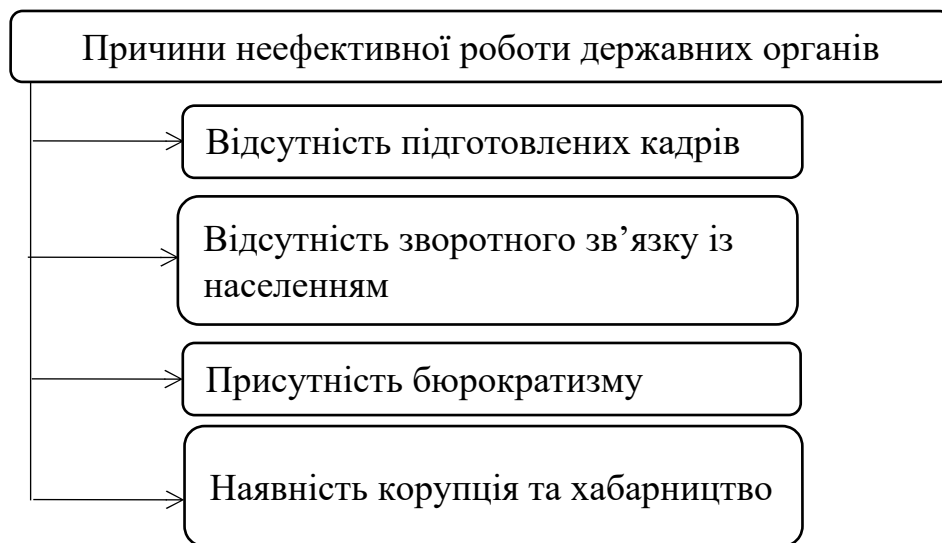 Причини неефективної роботи державних органів
Відсутність підготовлених кадрів
Відсутність зворотного зв’язку із
населенням
Присутність бюрократизму
Наявність корупція та хабарництво